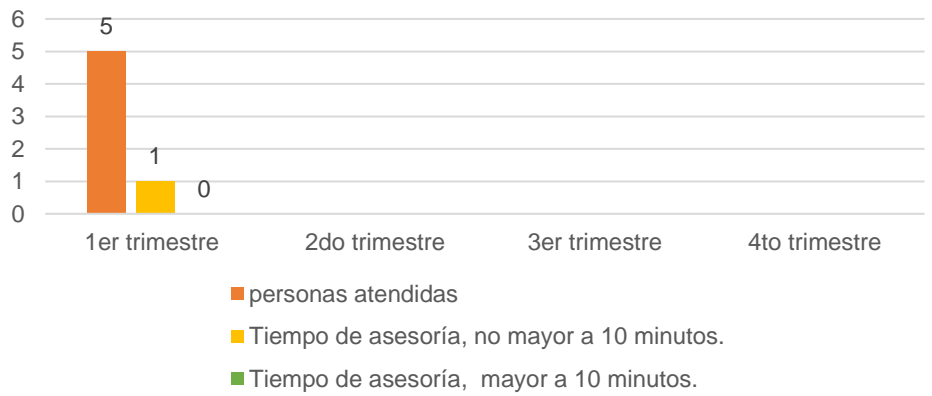 6
5
4
3
2
1
0
5
1
0
1er trimestre 2do trimestre 3er trimestre 4to trimestre
personas atendidas
Tiempo de asesoría, no mayor a 10 minutos.
Tiempo de asesoría,  mayor a 10 minutos.